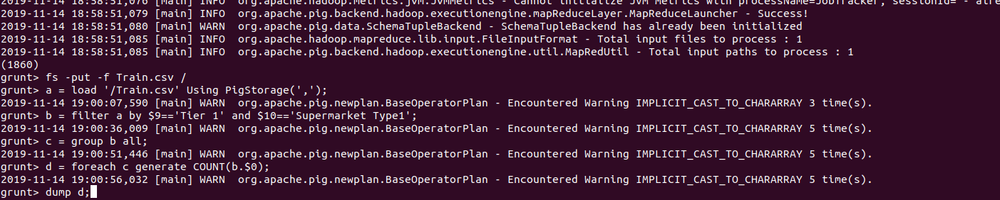 2019-11-14 18:58:51,076 [main] INFO  org.apache.hadoop.metrics.jvm.JvmMetrics - Cannot initialize JVM Metrics with processName=JobTracker, sessionId= - alre
2019-11-14 18:58:51,079 [main] INFO  org.apache.pig.backend.hadoop.executionengine.mapReduceLayer.MapReduceLauncher - Success!
2019-11-14 18:58:51,080 [main] WARN  org.apache.pig.data.SchemaTupleBackend - SchemaTupleBackend has already been initialized
2019-11-14 18:58:51,085 [main] INFO  org.apache.hadoop.mapreduce.lib.input.FileInputFormat - Total input files to process : 1
2019-11-14 18:58:51,085 [main] INFO  org.apache.pig.backend.hadoop.executionengine.util.MapRedUtil - Total input paths to process : 1
(1860)
grunt> fs -put -f Train.csv /
grunt> a = load '/Train.csv' Using PigStorage(',');
2019-11-14 19:00:07,590 [main] WARN  org.apache.pig.newplan.BaseOperatorPlan - Encountered Warning IMPLICIT_CAST_TO_CHARARRAY 3 time(s).
grunt> b = filter a by $9=='Tier 1' and $10=='Supermarket Type1';
2019-11-14 19:00:36,009 [main] WARN  org.apache.pig.newplan.BaseOperatorPlan - Encountered Warning IMPLICIT_CAST_TO_CHARARRAY 5 time(s).
grunt> c = group b all;
2019-11-14 19:00:51,446 [main] WARN  org.apache.pig.newplan.BaseOperatorPlan - Encountered Warning IMPLICIT_CAST_TO_CHARARRAY 5 time(s).
grunt> d = foreach c generate COUNT(b.$0);
2019-11-14 19:00:56,032 [main] WARN  org.apache.pig.newplan.BaseOperatorPlan - Encountered Warning IMPLICIT_CAST_TO_CHARARRAY 5 time(s).
grunt> dump d;